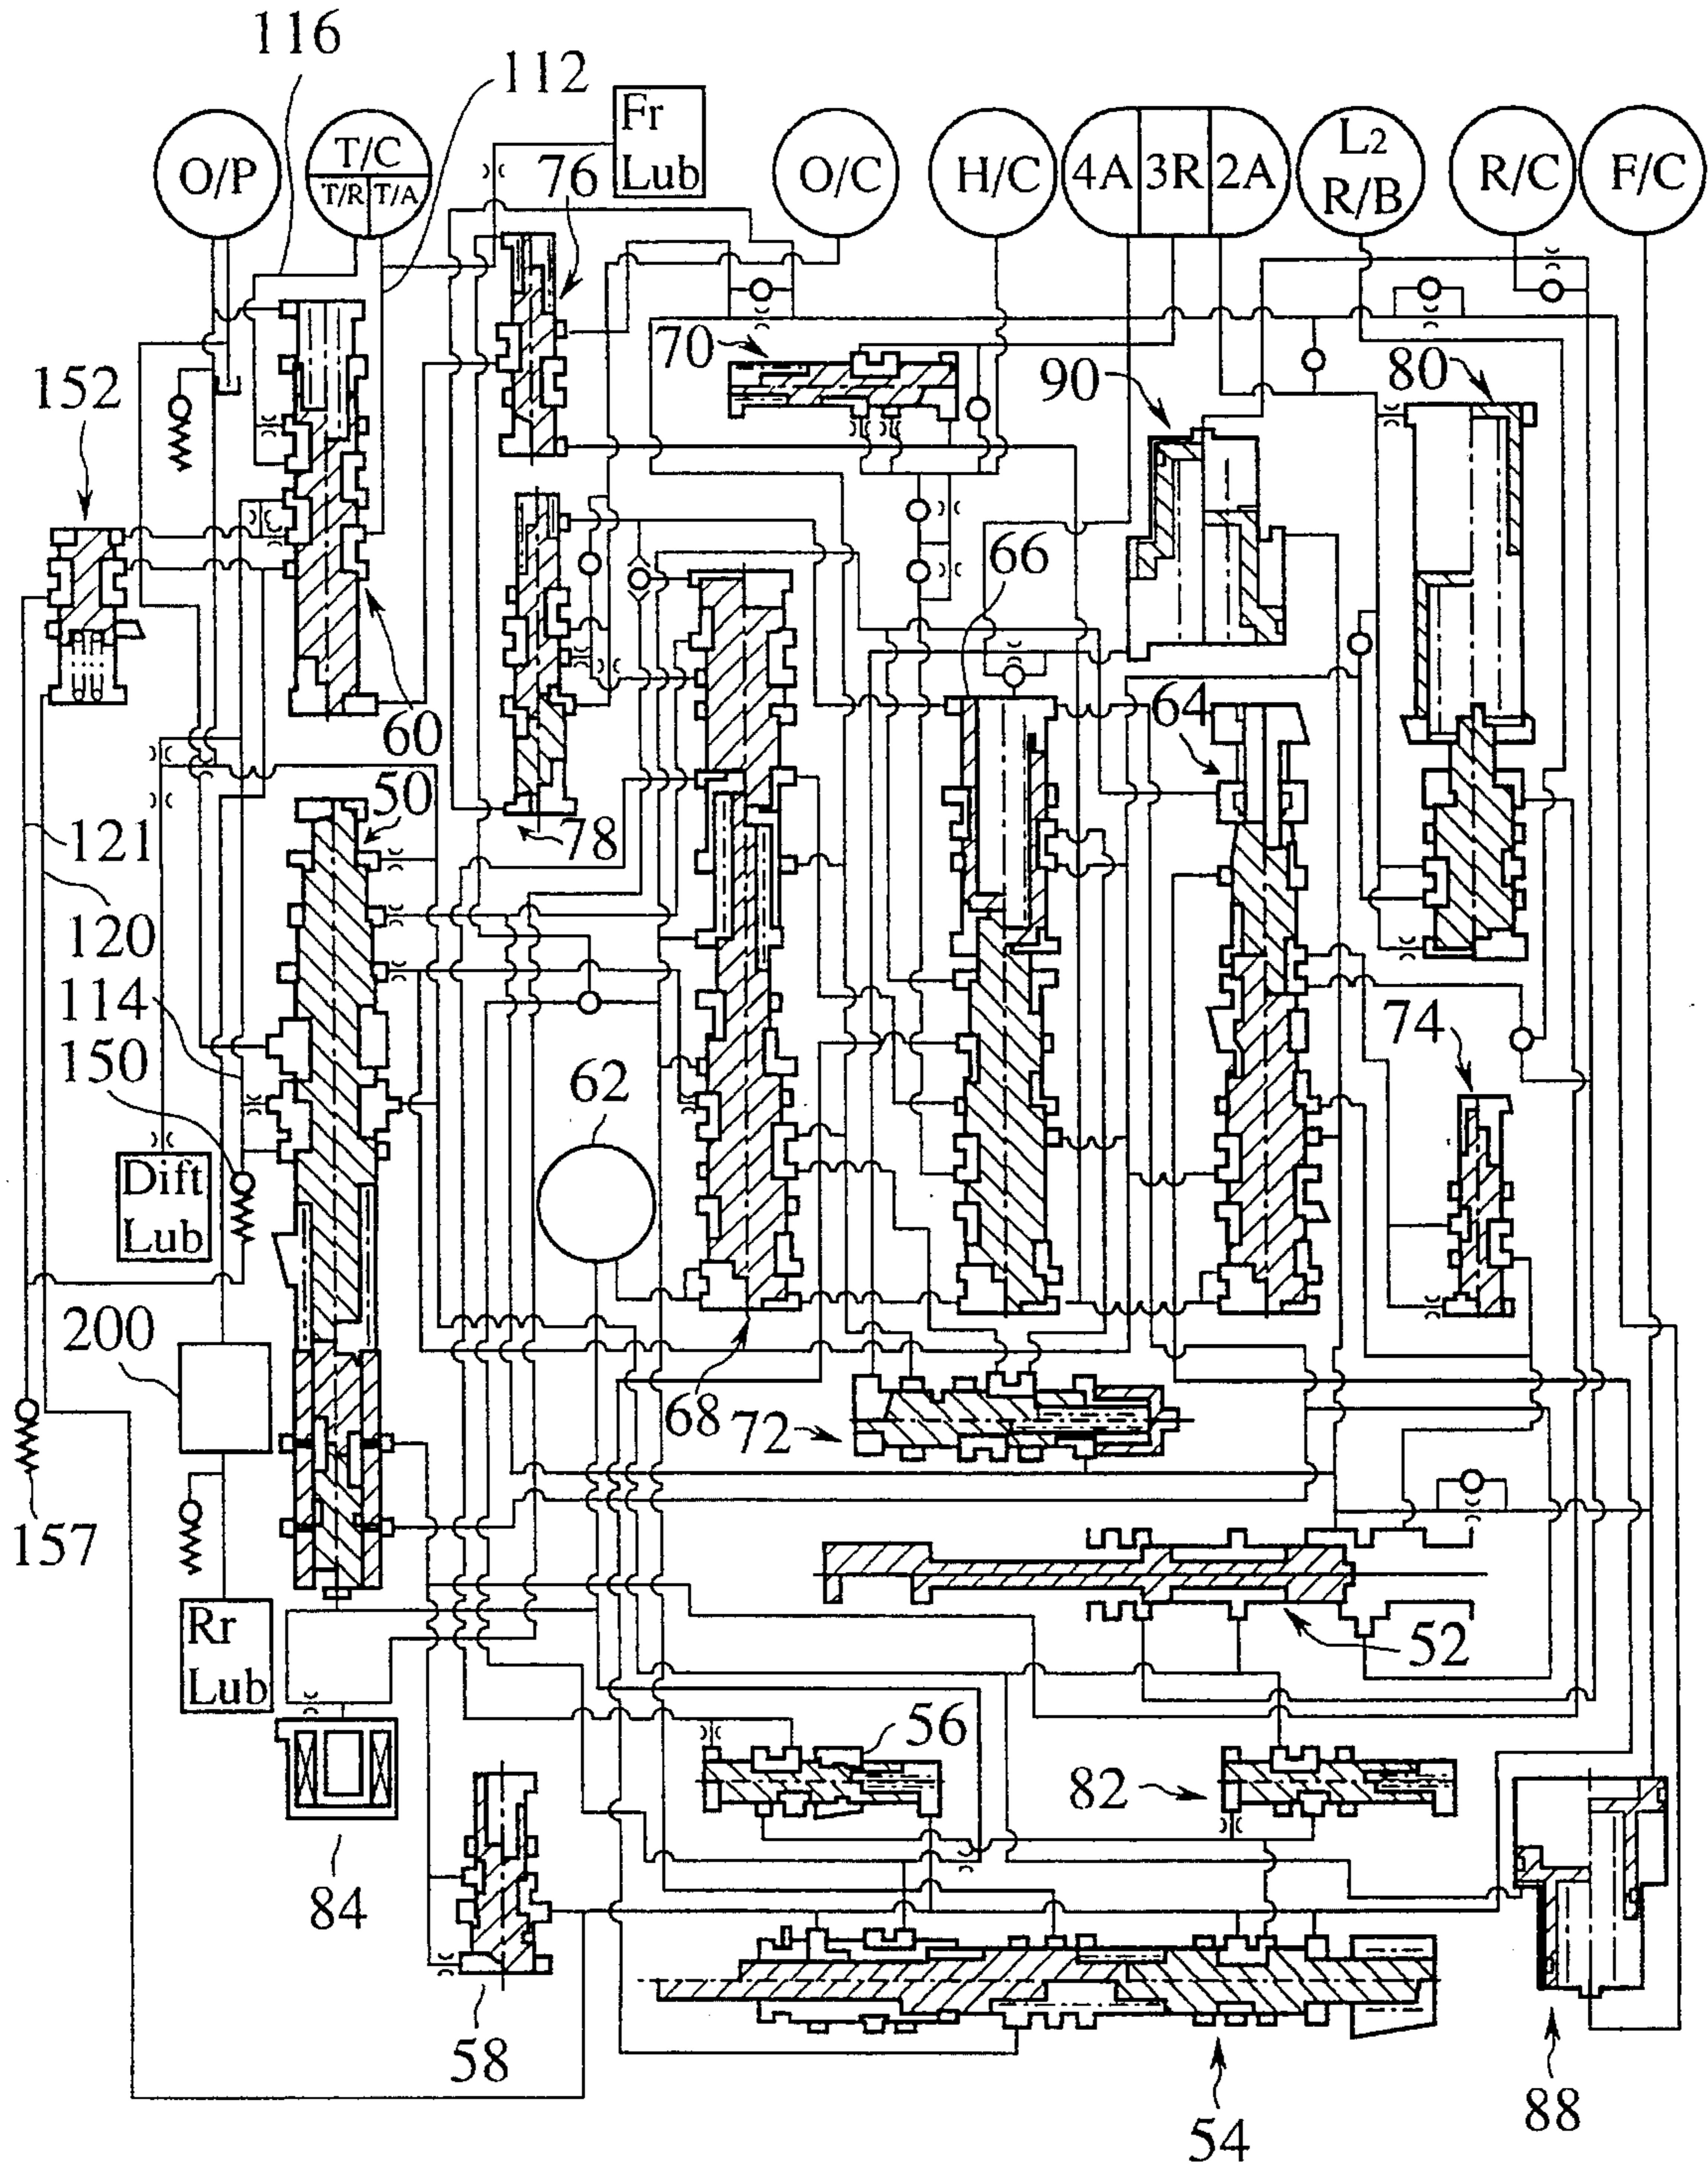 116
112
Fr
Lub
O/P
T/C
T/R
T/A
76
O/C
H/C
4A
3R
2A
L2
R/B
R/C
F/C
70
90
80
152
66
60
64
50
78
121
120
114
150
74
62
Dift
Lub
200
68
72
157
52
Rr
Lub
56
82
84
58
54
88